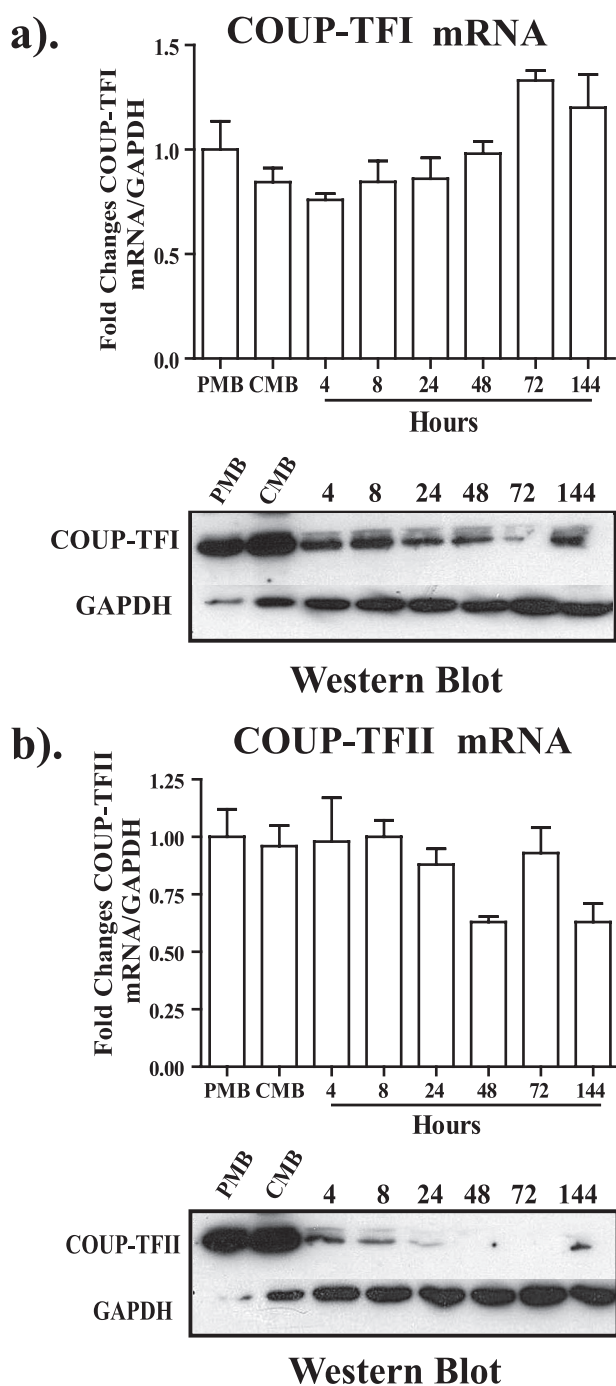 a).
COUP-TFI mRNA
Fold Changes COUP-TFI
mRNA/GAPDH
1.5
1.0
0.5
0.0
PMB CMB 4 8 24 48 72 144
Hours
PMB CMB 4 8 24 48 72 144
COUP-TFI
GAPDH
Western Blot
b).
COUP-TFII mRNA
Fold Changes COUP-TFII
mRNA/GAPDH
1.25
1.00
0.75
0.50
0.25
0.00
PMB CMB 4 8 24 48 72 144
Hours
PMB CMB 4 8 24 48 72 144
COUP-TFII
GAPDH
Western Blot